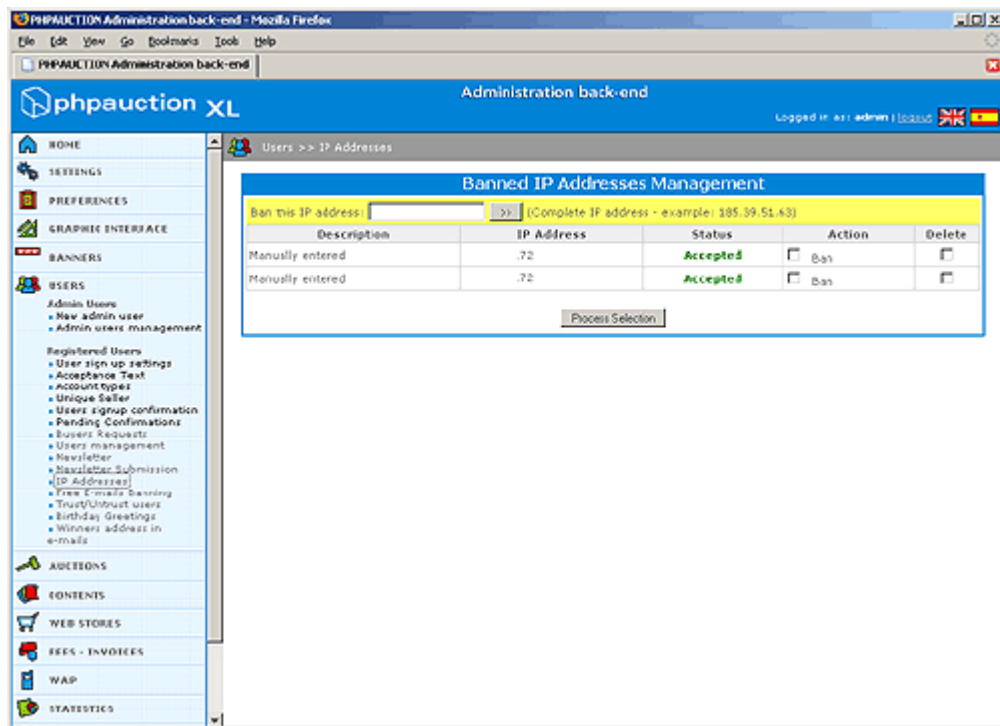 PHPAUCTION Administration back-end - Mozilla Firefox
File Edit View Go Bookmarks Tools Help
PHPAUCTION Administration back-end
phpauction XL
Administration back-end
Logged in as: admin | logout
HOME
SETTINGS
PREFERENCES
GRAPHIC INTERFACE
BANNERS
USERS
Admin Users
New admin user
Admin users management
Registered Users
User sign up settings
Acceptance Text
Account types
Unique Seller
Users signup confirmation
Pending Confirmations
Buyers Requests
Users management
Newsletter
Newsletter Submission
IP Addresses
Free E-mails Banning
Trust/Untrust users
Birthday Greetings
Winners address in
e-mails
AUCTIONS
CONTENTS
WEB STORES
FEES - INVOICES
WAP
STATISTICS
Users >> IP Addresses
Banned IP Addresses Management
Ban this IP address: >> (Complete IP address - example: 185.39.51.63)
Description IP Address Status Action Delete
Manually entered .72 Accepted Ban
Manually entered .72 Accepted Ban
Process Selection